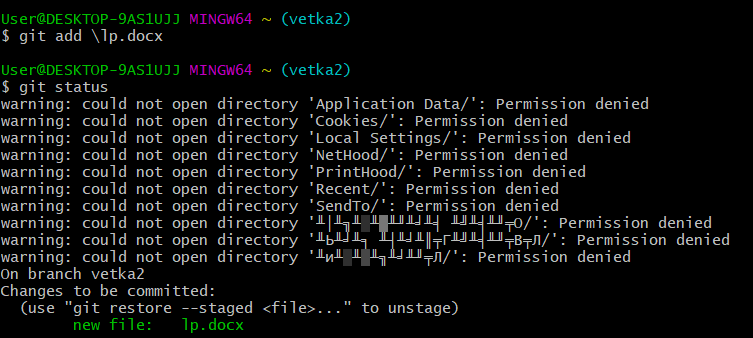 User@DESKTOP-9AS1UJJ MINGW64 ~ (vetka2)
$ git add \lp.docx
User@DESKTOP-9AS1UJJ MINGW64 ~ (vetka2)
$ git status
warning: could not open directory 'Application Data/': Permission denied
warning: could not open directory 'Cookies/': Permission denied
warning: could not open directory 'Local Settings/': Permission denied
warning: could not open directory 'NetHood/': Permission denied
warning: could not open directory 'PrintHood/': Permission denied
warning: could not open directory 'Recent/': Permission denied
warning: could not open directory 'SendTo/': Permission denied
warning: could not open directory Permission denied
warning: could not open directory Permission denied
warning: could not open directory Permission denied
On branch vetka2
Changes to be committed:
(use "git restore --staged <file>..." to unstage)
new file: lp.docx